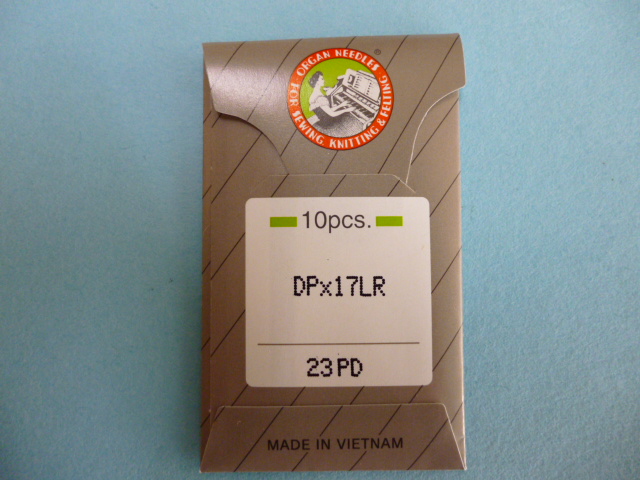 ORGAN NEEDLES
®
FOR SEWING, KNITTING & FELTING
10pcs.
DPx17LR
23 PD
MADE IN VIETNAM